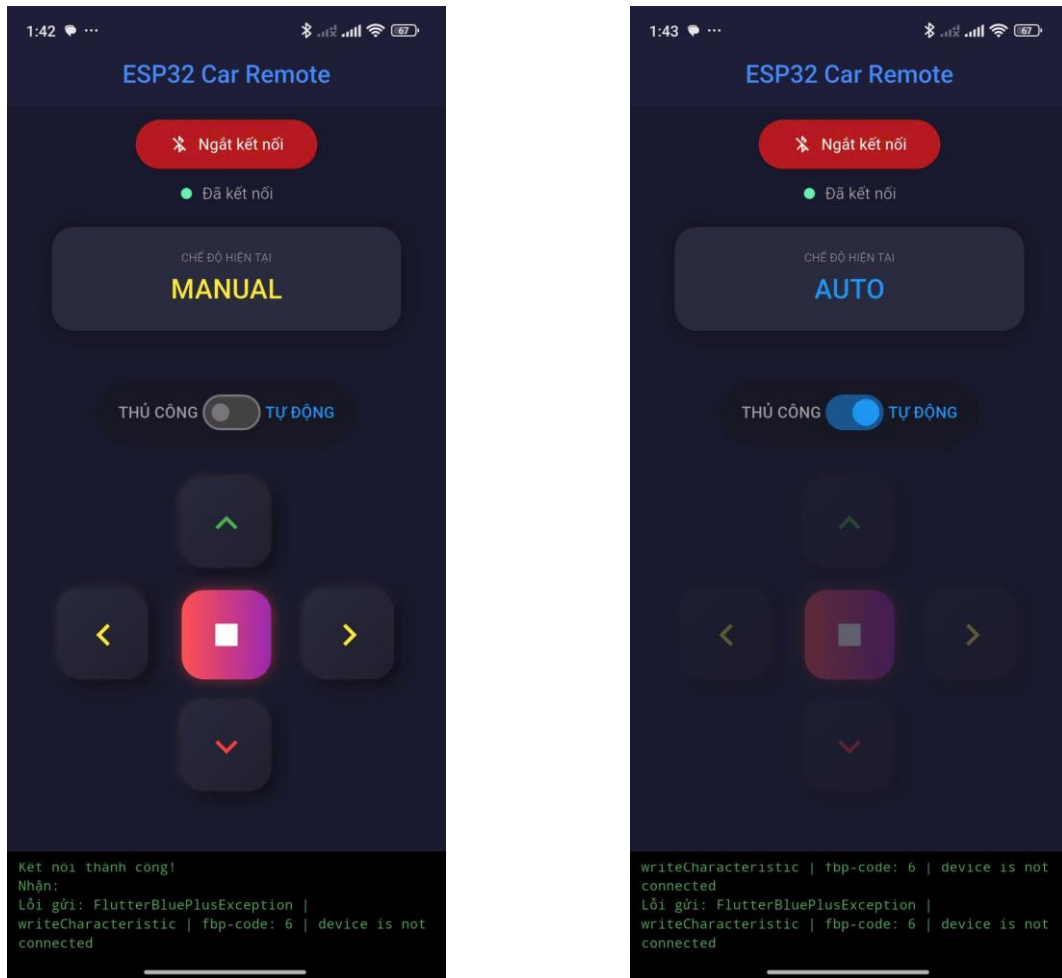 1:42
67
ESP32 Car Remote
Ngắt kết nối
Đã kết nối
CHẾ ĐỘ HIỆN TẠI
MANUAL
THỦ CÔNG
TỰ ĐỘNG
Kết nối thành công!
Nhận:
Lỗi gửi: FlutterBluePlusException |
writeCharacteristic | fbp-code: 6 | device is not
connected
1:43
67
ESP32 Car Remote
Ngắt kết nối
Đã kết nối
CHẾ ĐỘ HIỆN TẠI
AUTO
THỦ CÔNG
TỰ ĐỘNG
writeCharacteristic | fbp-code: 6 | device is not
connected
Lỗi gửi: FlutterBluePlusException |
writeCharacteristic | fbp-code: 6 | device is not
connected